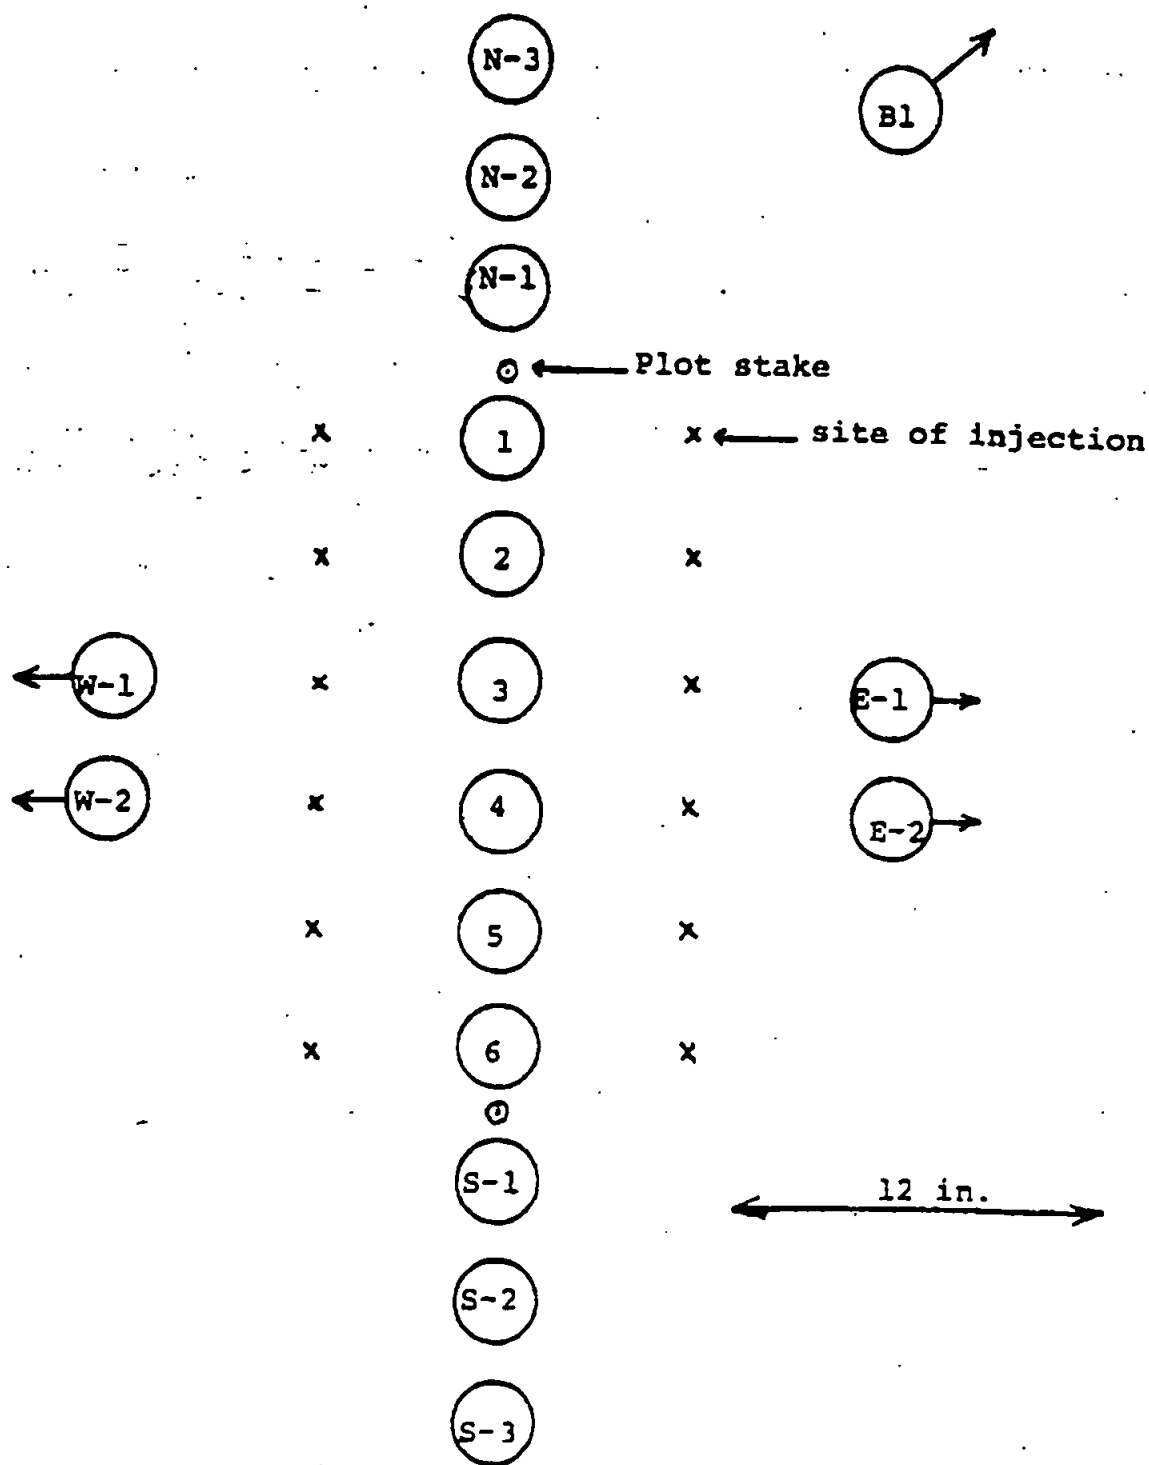 N-3
B1
N-2
N-1
Plot stake
x 1 x site of injection
x 2 x
W-1 x 3 x E-1
W-2 x 4 x E-2
x 5 x
x 6 x
S-1
12 in.
S-2
S-3